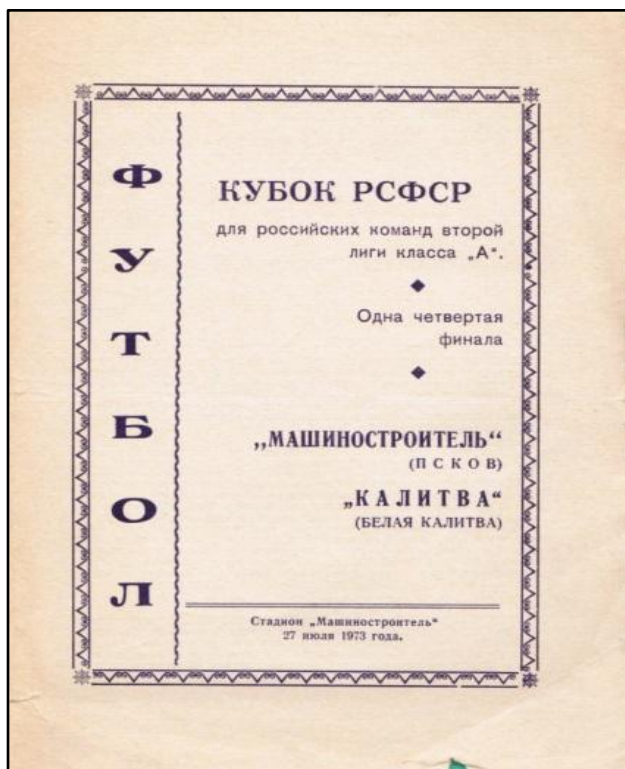 ФУТБОЛ
КУБОК РСФСР
для российских команд второй
лиги класса „А“.
Одна четвертая
финала
„МАШИНОСТРОИТЕЛЬ“
(ПСКОВ)
„КАЛИТВА“
(БЕЛАЯ КАЛИТВА)
Стадион „Машиностроитель“
27 июля 1973 года.